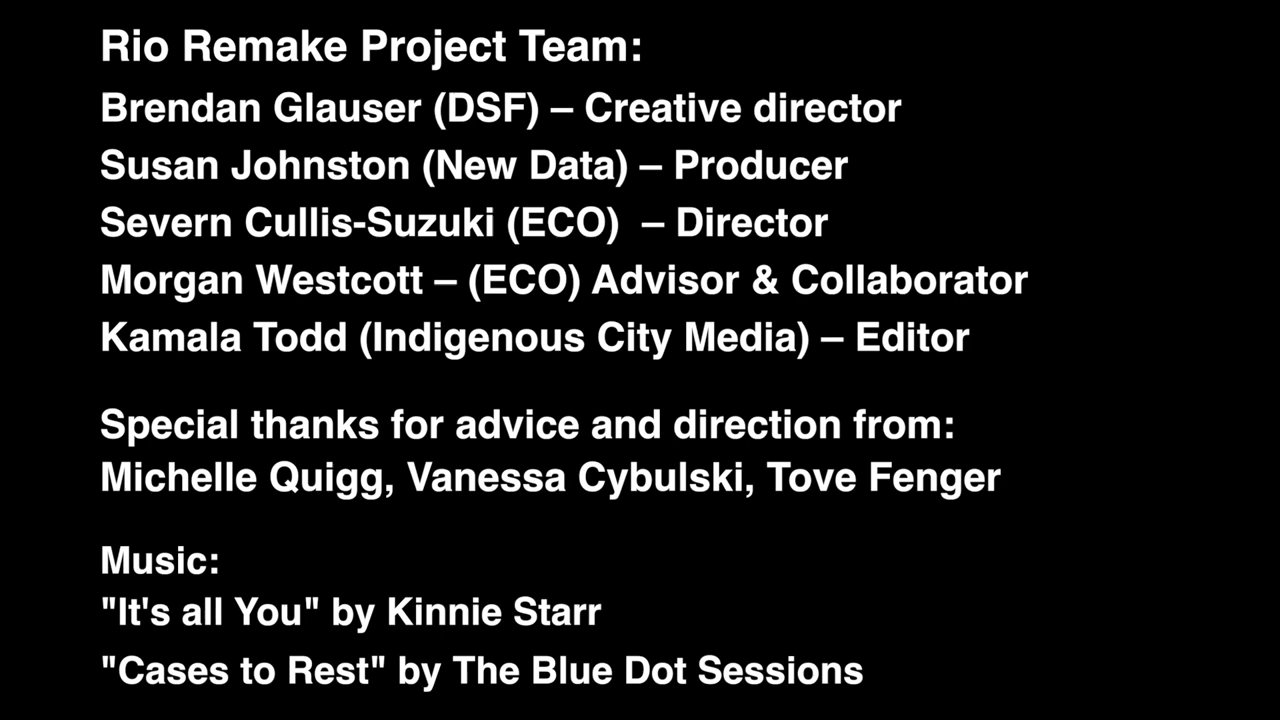 Rio Remake Project Team:
Brendan Glauser (DSF) – Creative director
Susan Johnston (New Data) – Producer
Severn Cullis-Suzuki (ECO)  – Director
Morgan Westcott – (ECO) Advisor & Collaborator
Kamala Todd (Indigenous City Media) – Editor
Special thanks for advice and direction from:
Michelle Quigg, Vanessa Cybulski, Tove Fenger
Music:
"It's all You" by Kinnie Starr
"Cases to Rest" by The Blue Dot Sessions